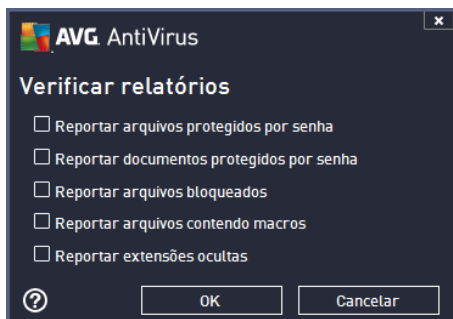 AVG AntiVirus
Verificar relatórios
Reportar arquivos protegidos por senha
Reportar documentos protegidos por senha
Reportar arquivos bloqueados
Reportar arquivos contendo macros
Reportar extensões ocultas
OK Cancelar